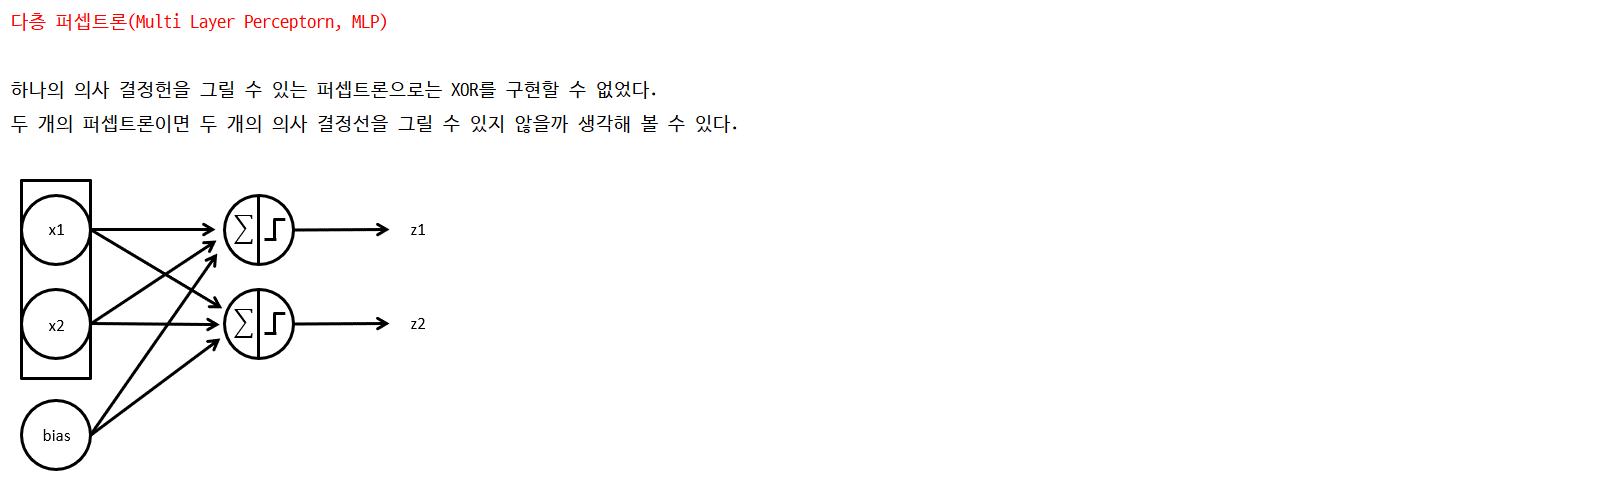 다층 퍼셉트론(Multi Layer Perceptorn, MLP)
하나의 의사 결정헌을 그릴 수 있는 퍼셉트론으로는 XOR를 구현할 수 없었다.
두 개의 퍼셉트론이면 두 개의 의사 결정선을 그릴 수 있지 않을까 생각해 볼 수 있다.
x1 ∑ z1
x2 ∑ z2
bias